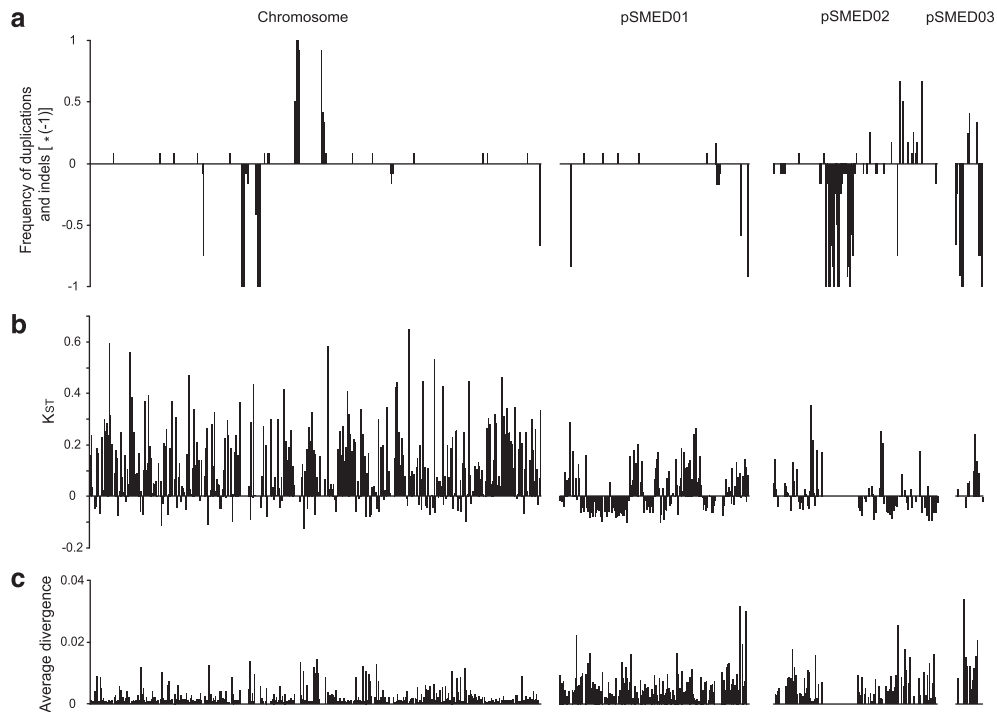 a
Chromosome
pSMED01
pSMED02
pSMED03
Frequency of duplications
and indels [ * (-1)]
1
0.5
0
-0.5
-1
b
KST
0.6
0.4
0.2
0
-0.2
c
Average divergence
0.04
0.02
0